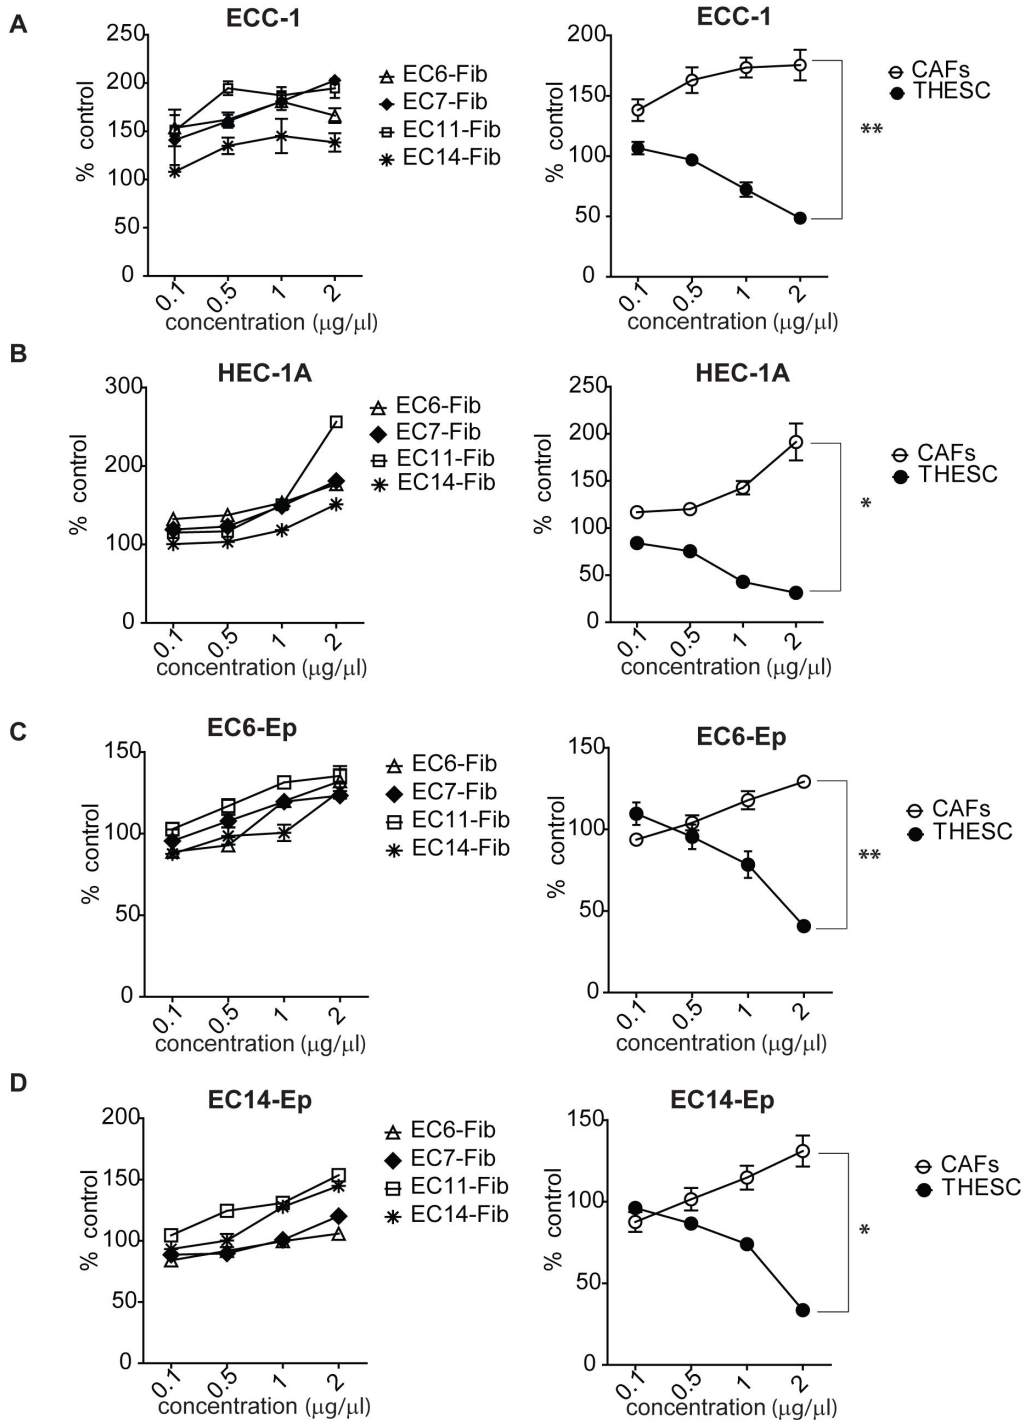 A
ECC-1
250
200
150
100
50
0
% control
0.1
0.5
1
2
concentration (μg/μl)
EC6-Fib
EC7-Fib
EC11-Fib
EC14-Fib
200
150
100
50
0
% control
ECC-1
0.1
0.5
1
2
concentration (μg/μl)
CAFs
THESC
**
B
HEC-1A
300
200
100
0
% control
0.1
0.5
1
2
concentration (μg/μl)
EC6-Fib
EC7-Fib
EC11-Fib
EC14-Fib
HEC-1A
250
200
150
100
50
0
% control
0.1
0.5
1
2
concentration (μg/μl)
CAFs
THESC
*
C
EC6-Ep
150
100
50
0
% control
0.1
0.5
1
2
concentration (μg/μl)
EC6-Fib
EC7-Fib
EC11-Fib
EC14-Fib
EC6-Ep
150
100
50
0
% control
0.1
0.5
1
2
concentration (μg/μl)
CAFs
THESC
**
D
EC14-Ep
200
150
100
50
0
% control
0.1
0.5
1
2
concentration (μg/μl)
EC6-Fib
EC7-Fib
EC11-Fib
EC14-Fib
EC14-Ep
150
100
50
0
% control
0.1
0.5
1
2
concentration (μg/μl)
CAFs
THESC
*